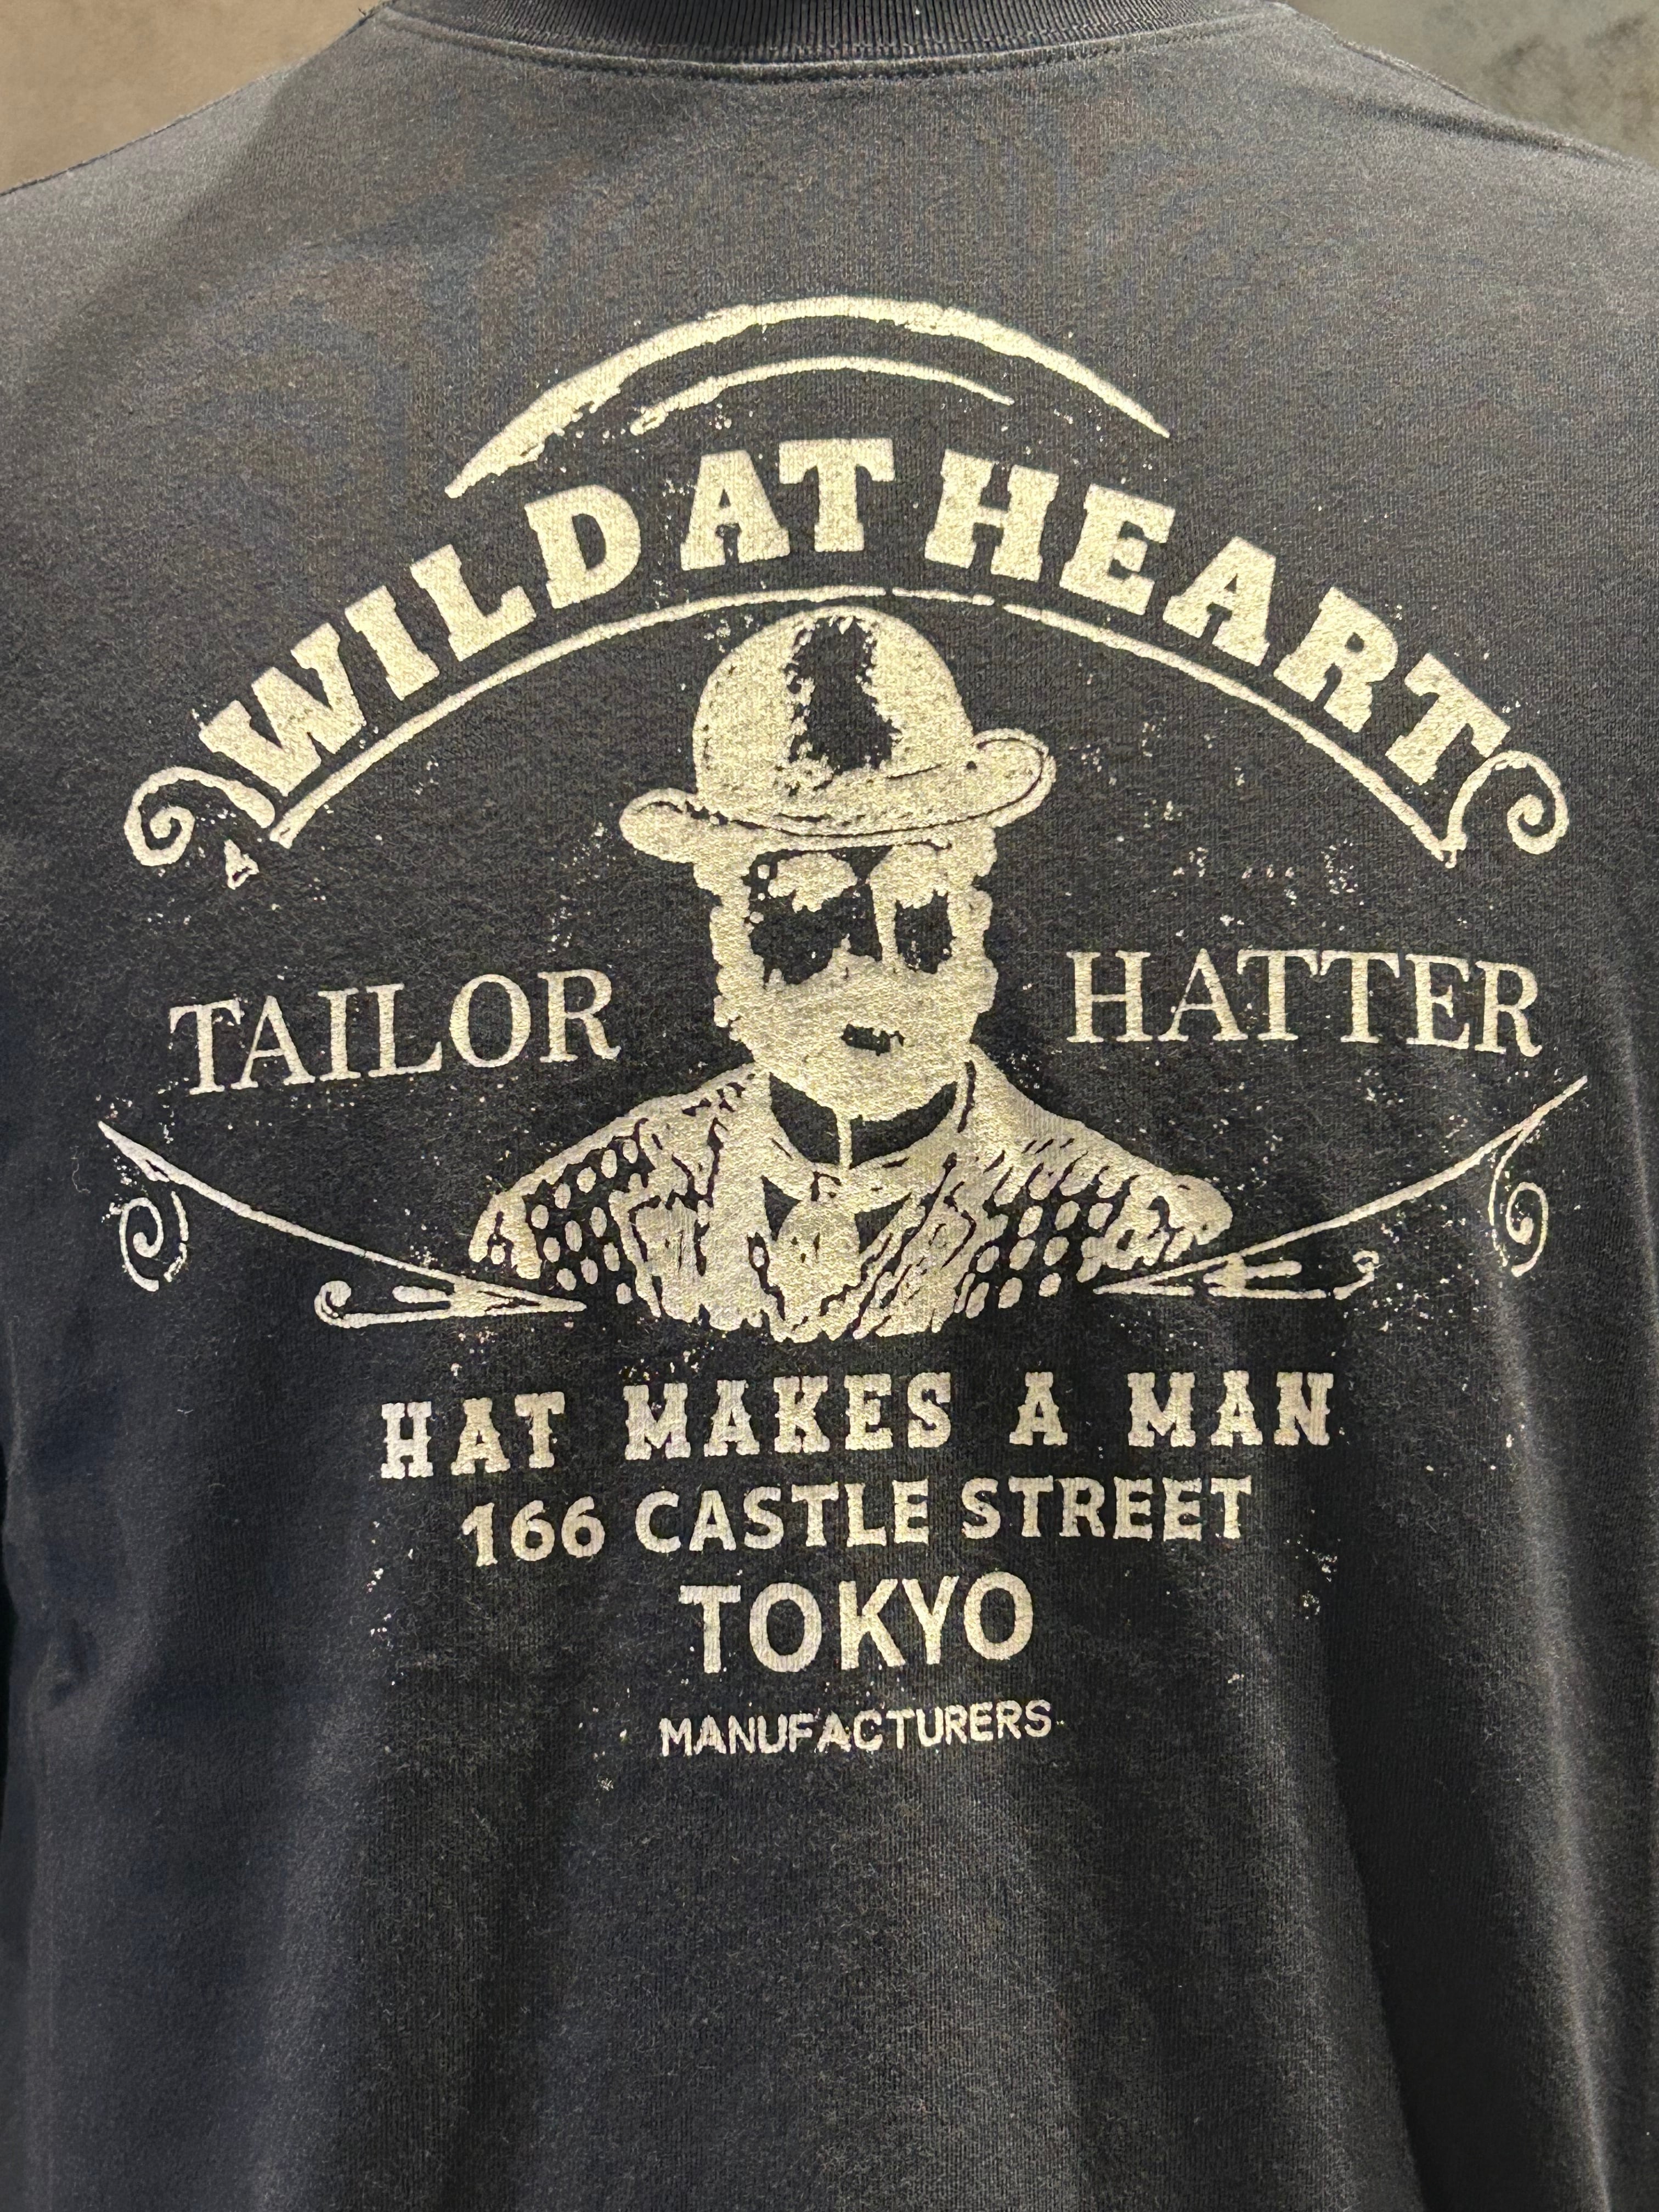 WILD AT HEART
TAILOR HATTER
HAT MAKES A MAN
166 CASTLE STREET
TOKYO
MANUFACTURERS